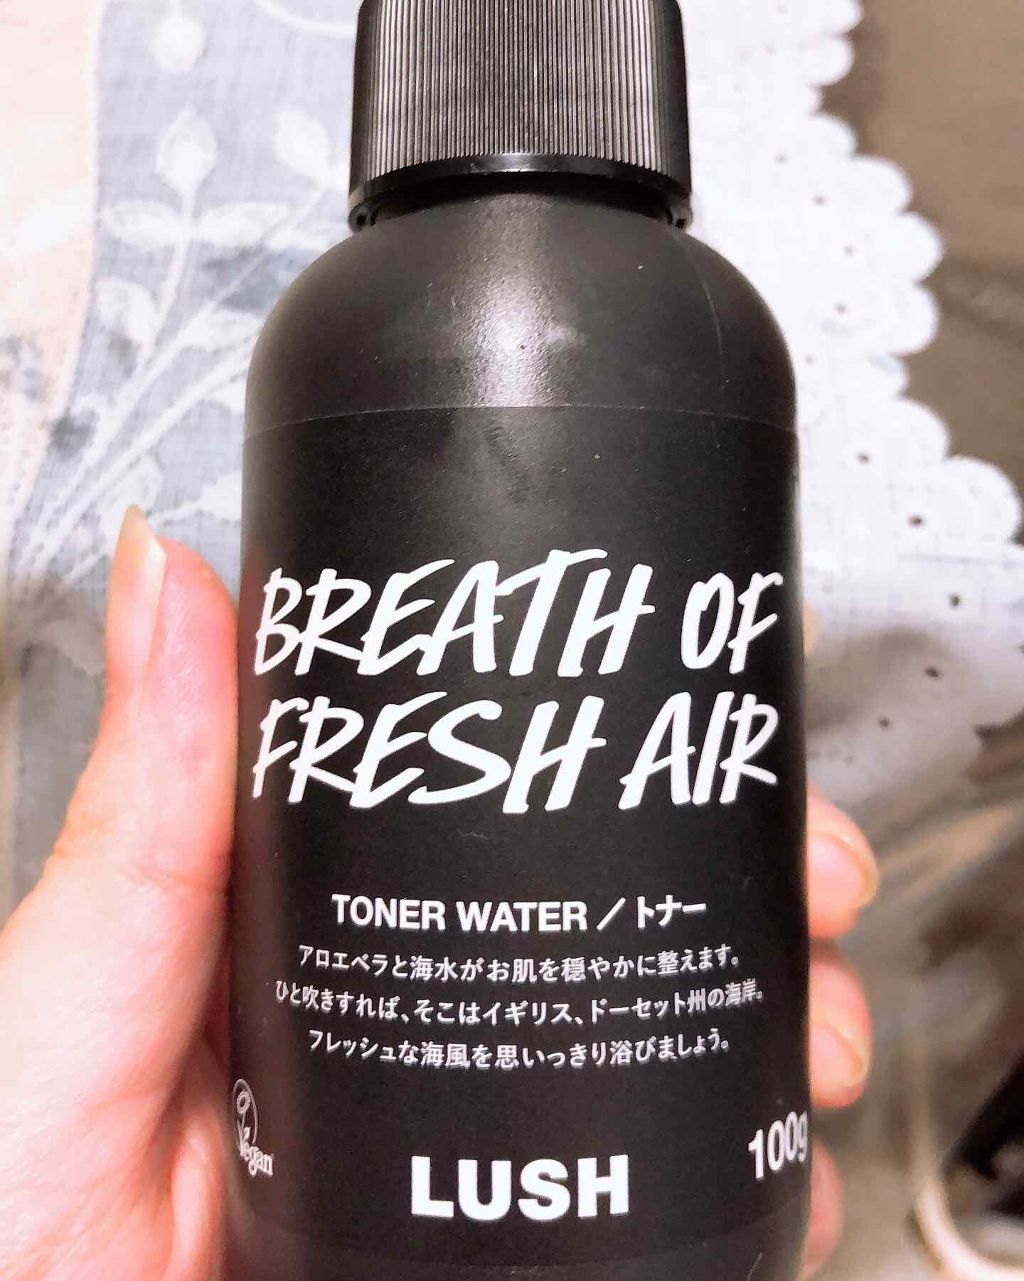 BREATH OF
FRESH AIR
TONER WATER／トナー
アロエベラと海水がお肌を穏やかに整えます。
ひと吹きすれば、そこはイギリス、ドーセット州の海岸。
フレッシュな海風を思いっきり浴びましょう。
Vegan
100g
LUSH